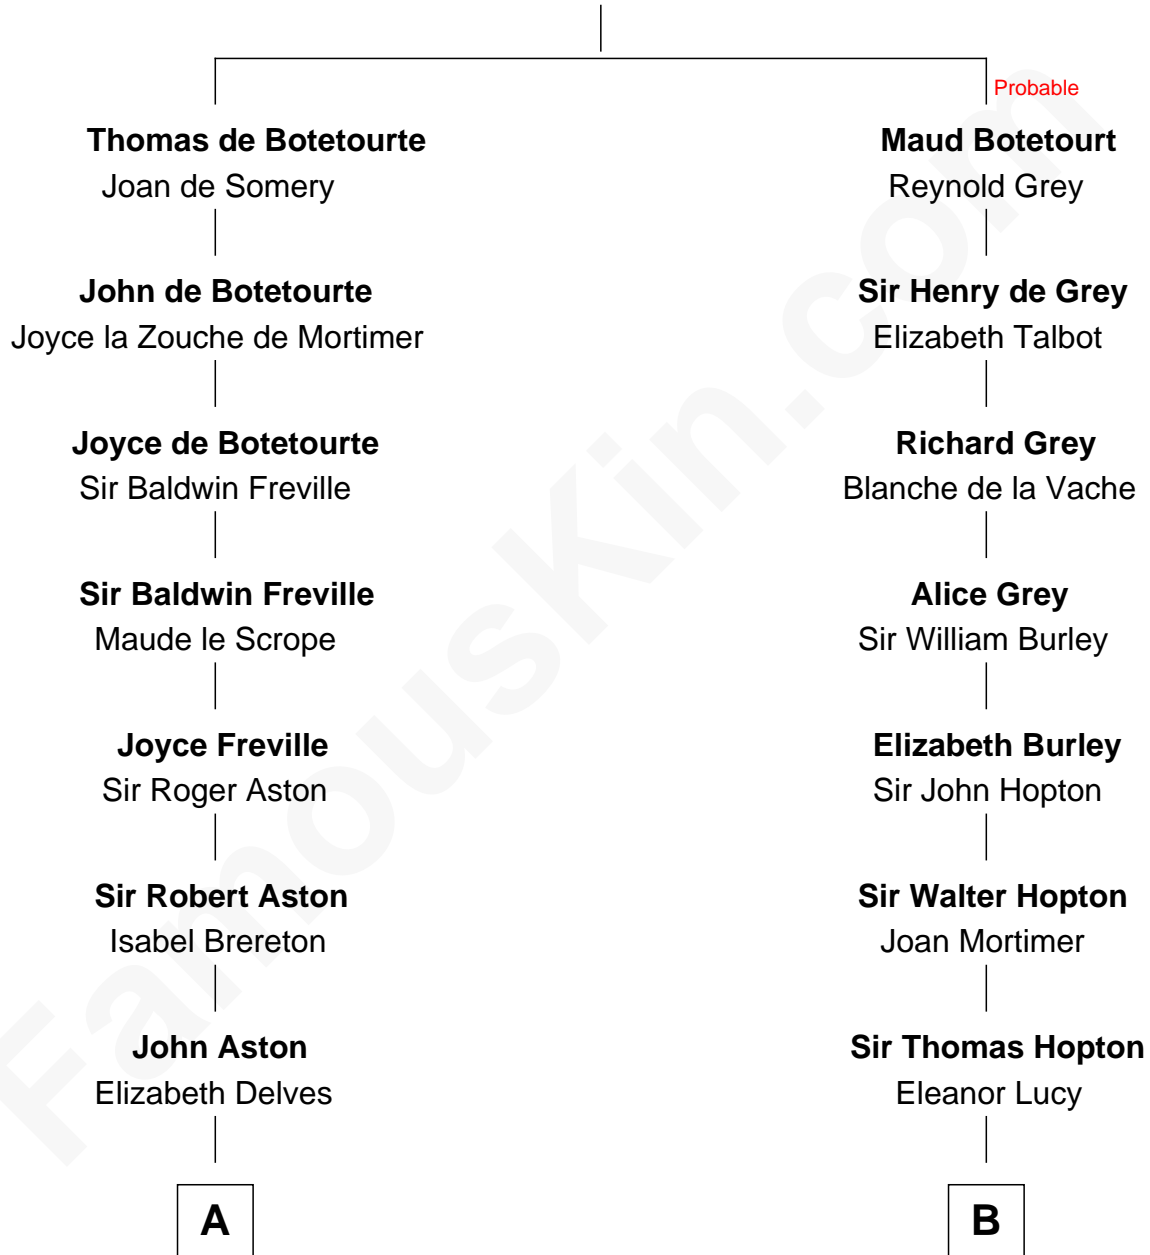 Probable
Thomas de Botetourte
Joan de Somery
John de Botetourte
Joyce la Zouche de Mortimer
Joyce de Botetourte
Sir Baldwin Freville
Sir Baldwin Freville
Maude le Scrope
Joyce Freville
Sir Roger Aston
Sir Robert Aston
Isabel Brereton
John Aston
Elizabeth Delves
A
Maud Botetourt
Reynold Grey
Sir Henry de Grey
Elizabeth Talbot
Richard Grey
Blanche de la Vache
Alice Grey
Sir William Burley
Elizabeth Burley
Sir John Hopton
Sir Walter Hopton
Joan Mortimer
Sir Thomas Hopton
Eleanor Lucy
B
FamousKin.com